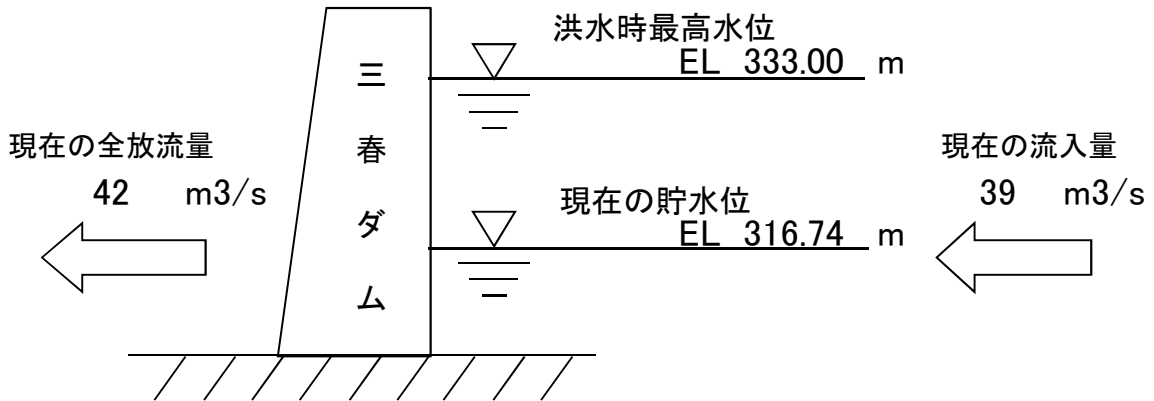 洪水時最高水位
EL 333.00 m
三春ダム
現在の全放流量
42 m3/s
現在の流入量
39 m3/s
現在の貯水位
EL 316.74 m